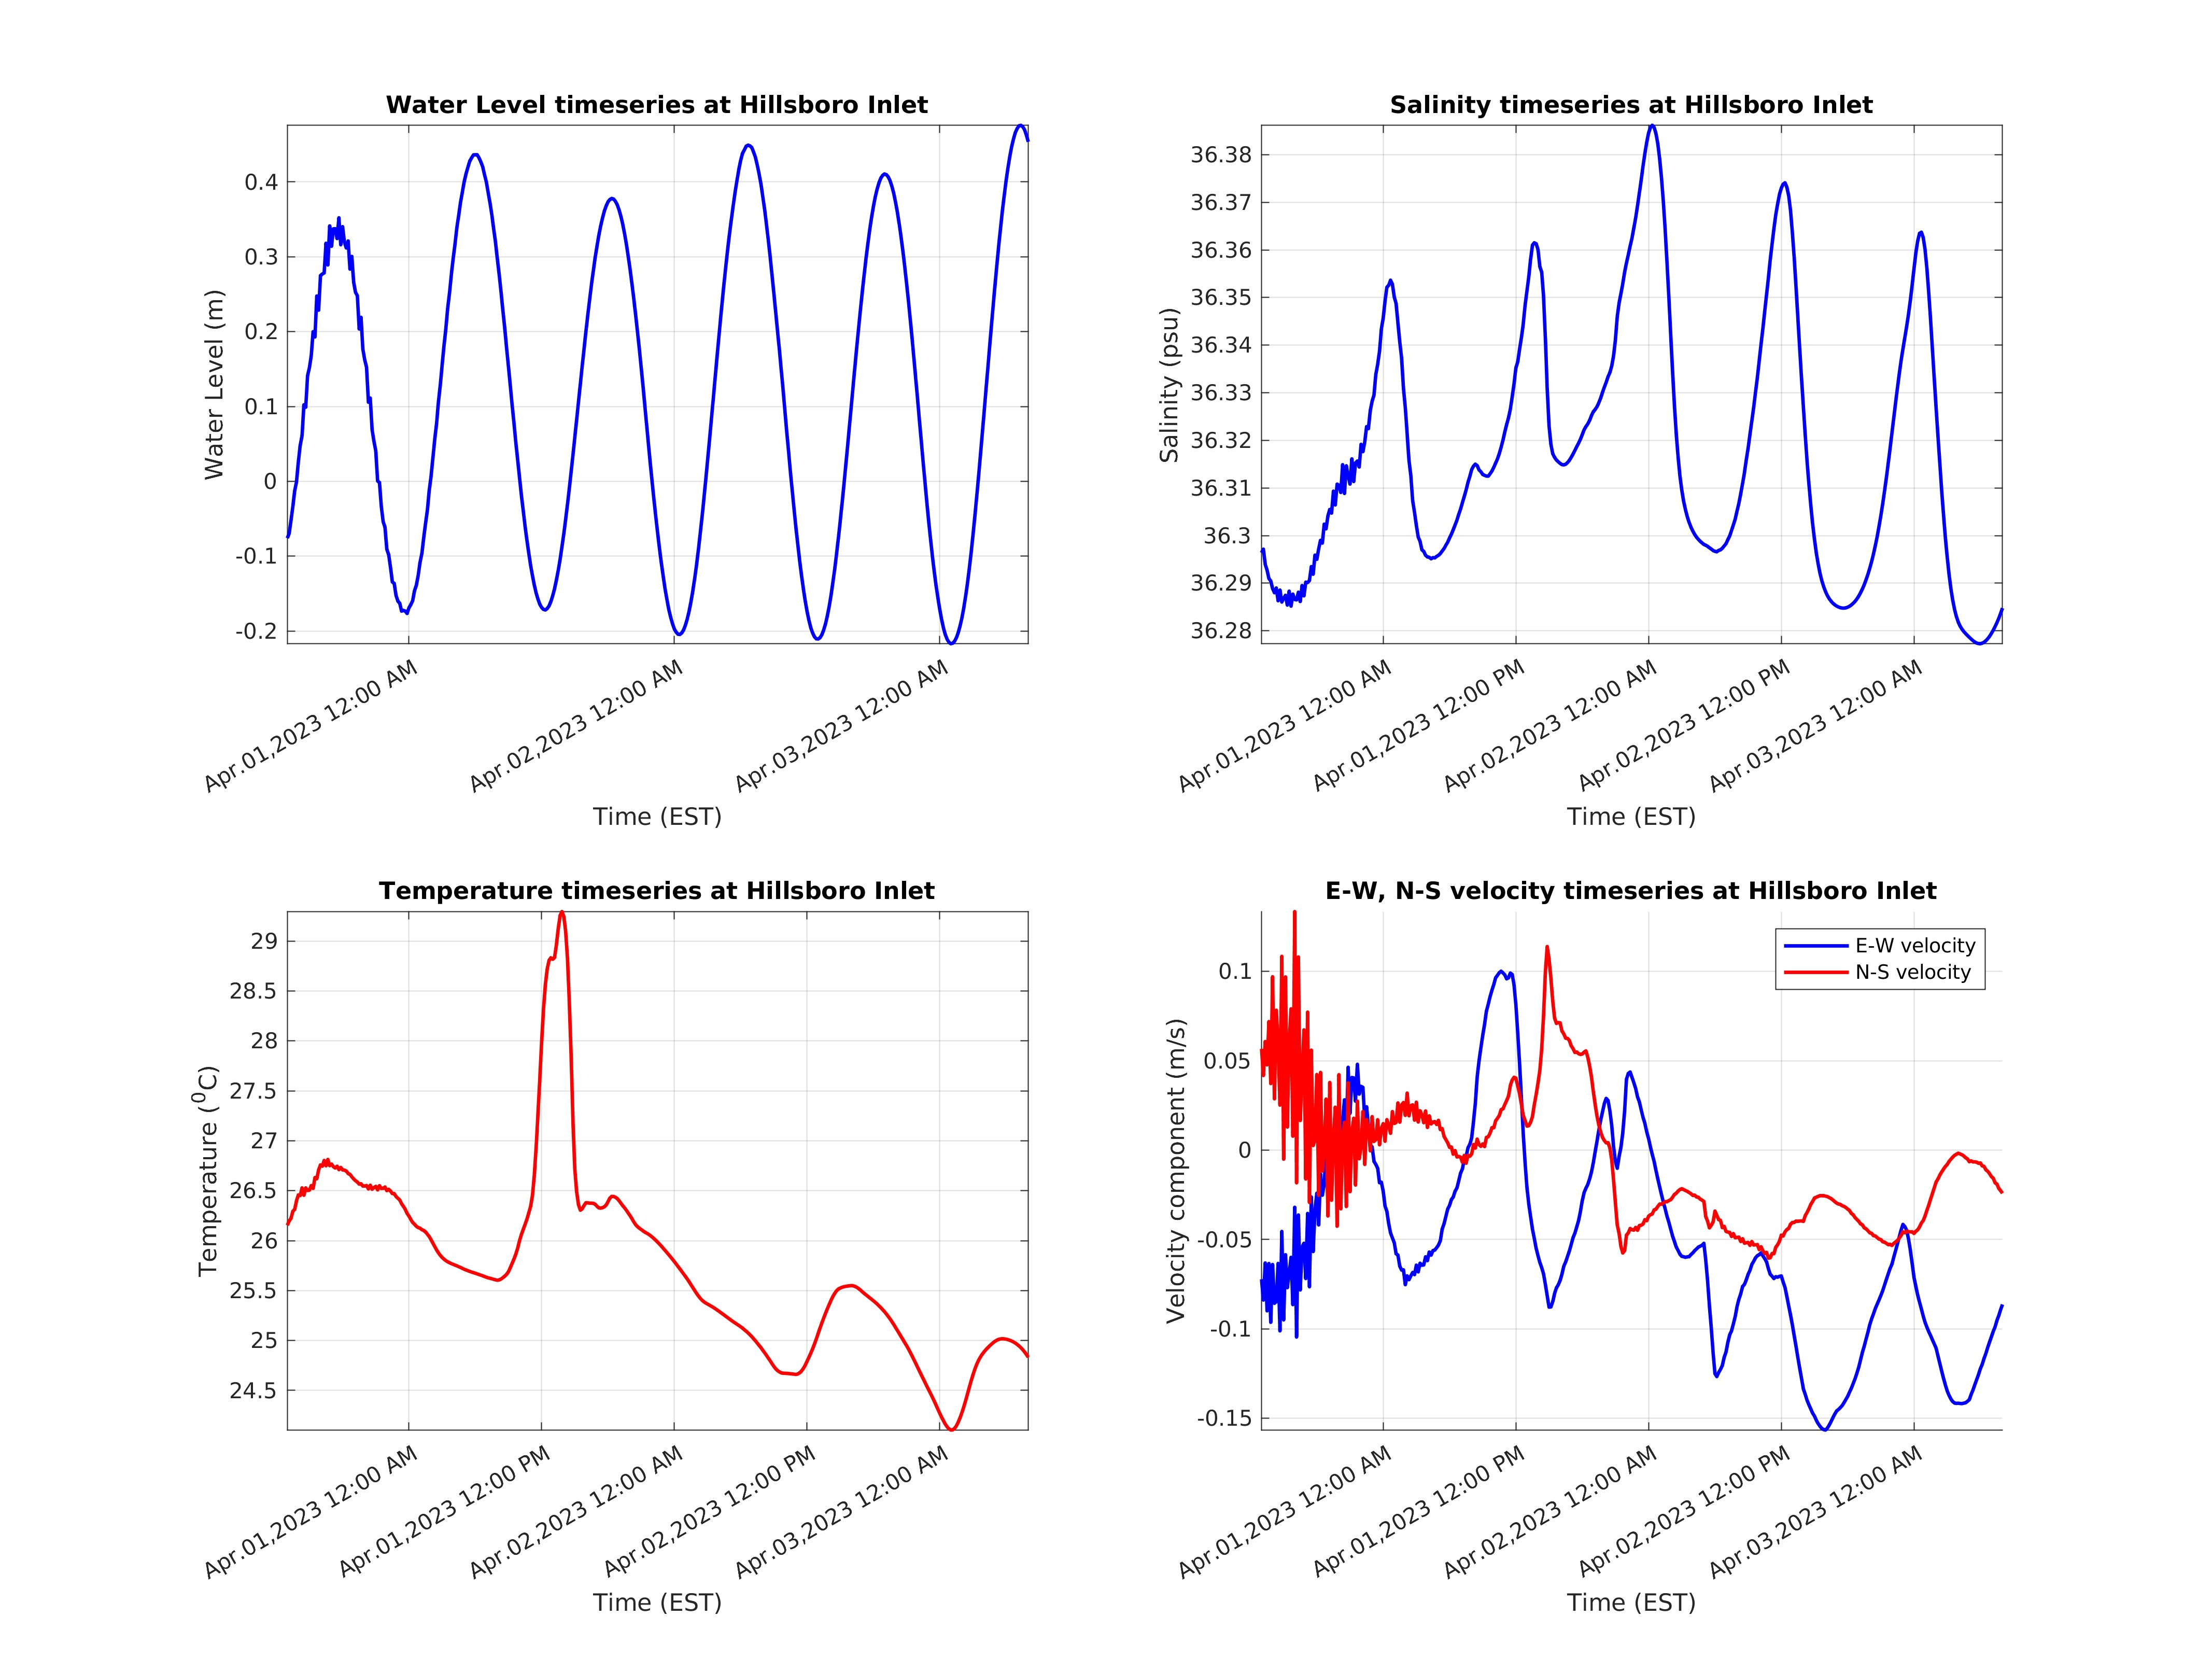 Water Level timeseries at Hillsboro Inlet
Water Level (m)
0.4
0.3
0.2
0.1
0
-0.1
-0.2
Apr.01,2023 12:00 AM
Apr.02,2023 12:00 AM
Apr.03,2023 12:00 AM
Time (EST)
Salinity timeseries at Hillsboro Inlet
Salinity (psu)
36.38
36.37
36.36
36.35
36.34
36.33
36.32
36.31
36.3
36.29
36.28
Apr.01,2023 12:00 AM
Apr.01,2023 12:00 PM
Apr.02,2023 12:00 AM
Apr.02,2023 12:00 PM
Apr.03,2023 12:00 AM
Time (EST)
Temperature timeseries at Hillsboro Inlet
Temperature (⁰C)
29
28.5
28
27.5
27
26.5
26
25.5
25
24.5
Apr.01,2023 12:00 AM
Apr.01,2023 12:00 PM
Apr.02,2023 12:00 AM
Apr.02,2023 12:00 PM
Apr.03,2023 12:00 AM
Time (EST)
E-W, N-S velocity timeseries at Hillsboro Inlet
Velocity component (m/s)
E-W velocity
N-S velocity
0.1
0.05
0
-0.05
-0.1
-0.15
Apr.01,2023 12:00 AM
Apr.01,2023 12:00 PM
Apr.02,2023 12:00 AM
Apr.02,2023 12:00 PM
Apr.03,2023 12:00 AM
Time (EST)